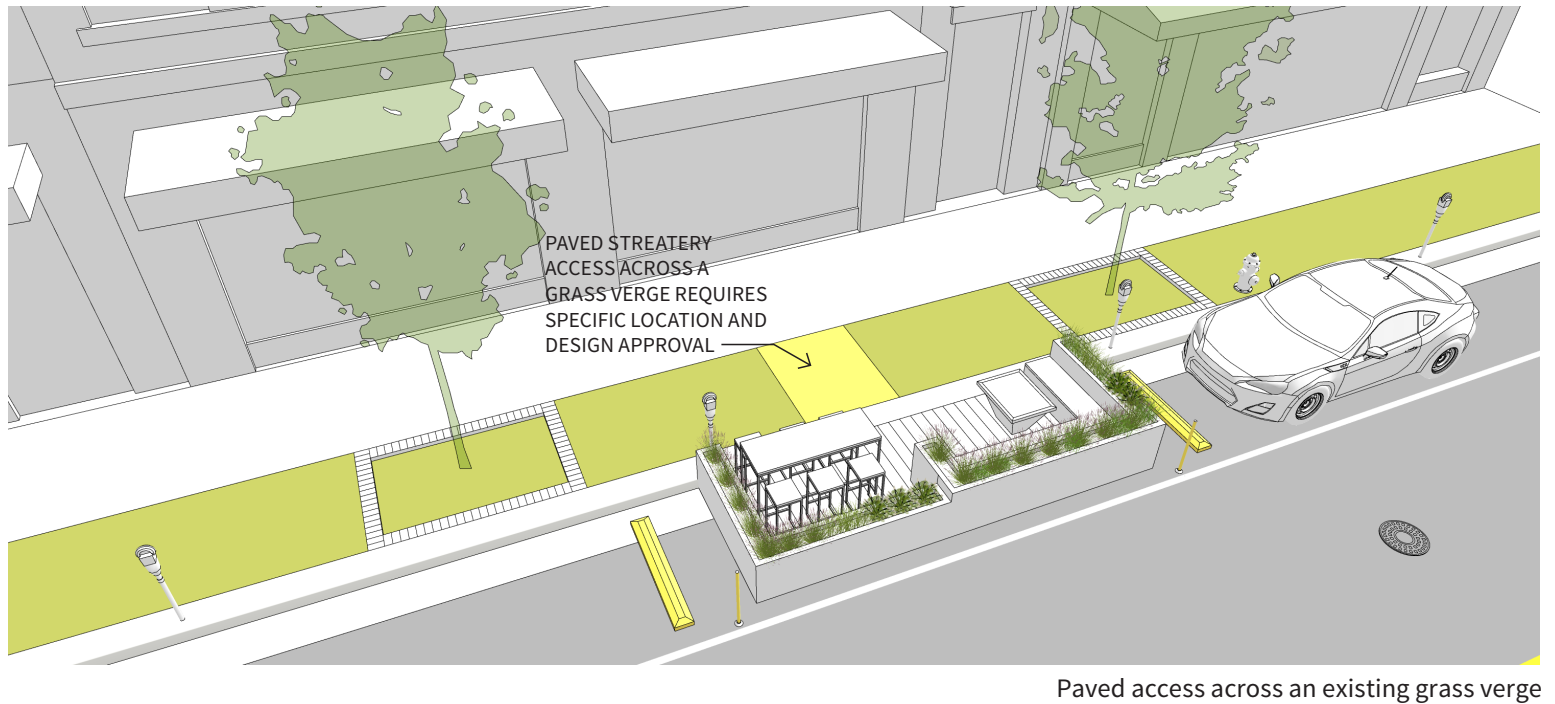 PAVED STREATERY
ACCESS ACROSS A
GRASS VERGE REQUIRES
SPECIFIC LOCATION AND
DESIGN APPROVAL
Paved access across an existing grass verge